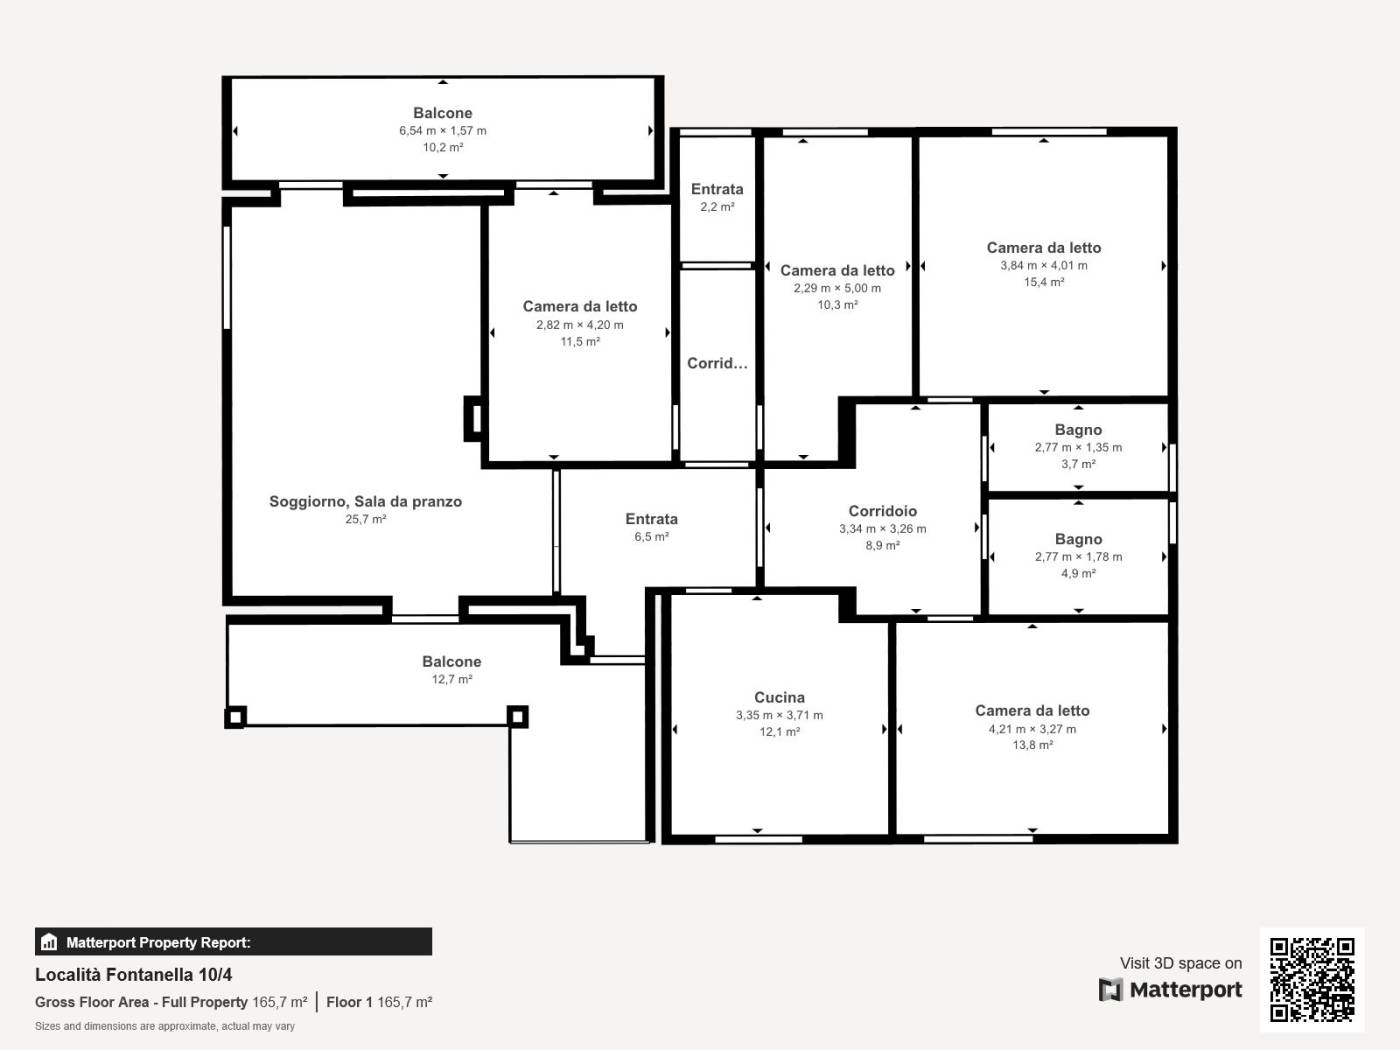 Balcone
6,54 m × 1,57 m
10,2 m²
Entrata
2,2 m²
Camera da letto
2,29 m × 5,00 m
10,3 m²
Camera da letto
3,84 m × 4,01 m
15,4 m²
Camera da letto
2,82 m × 4,20 m
11,5 m²
Corrid...
Bagno
2,77 m × 1,35 m
3,7 m²
Soggiorno, Sala da pranzo
25,7 m²
Entrata
6,5 m²
Corridoio
3,34 m × 3,26 m
8,9 m²
Bagno
2,77 m × 1,78 m
4,9 m²
Balcone
12,7 m²
Cucina
3,35 m × 3,71 m
12,1 m²
Camera da letto
4,21 m × 3,27 m
13,8 m²
Matterport Property Report:
Località Fontanella 10/4
Gross Floor Area - Full Property 165,7 m² | Floor 1 165,7 m²
Sizes and dimensions are approximate, actual may vary
Visit 3D space on
Matterport